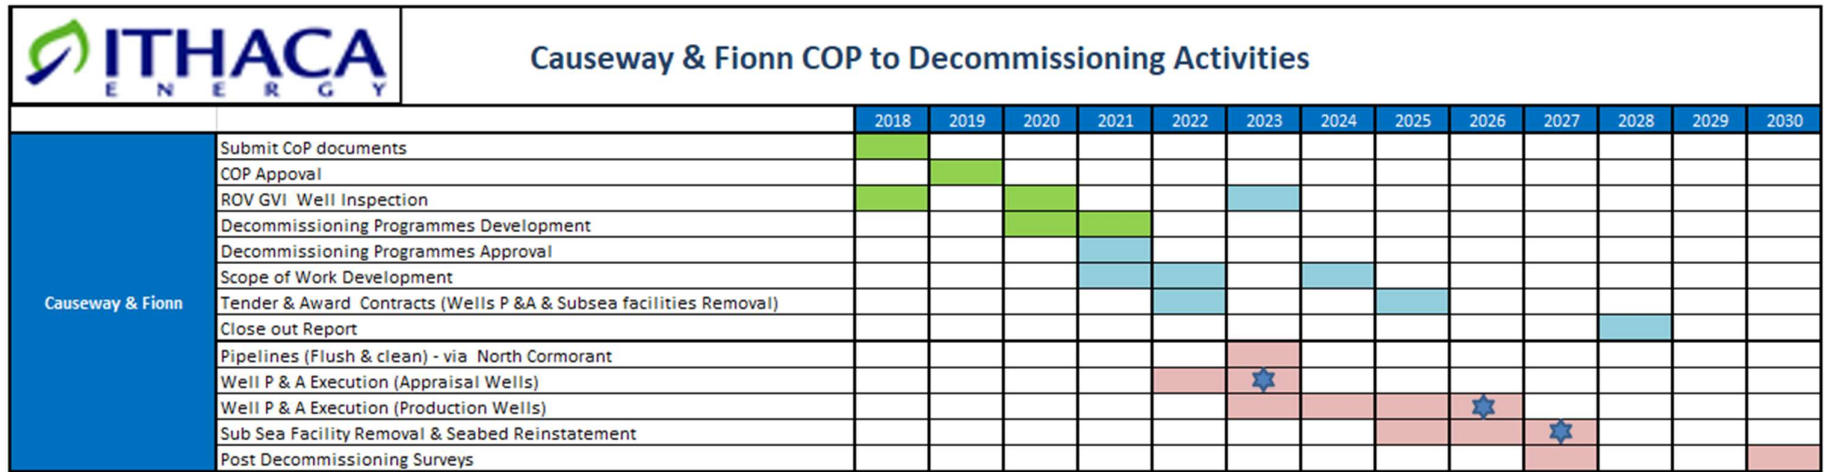 ITHACA
ENERGY
Causeway & Fionn COP to Decommissioning Activities
2018 2019 2020 2021 2022 2023 2024 2025 2026 2027 2028 2029 2030
Submit CoP documents
COP Appoval
ROV GVI Well Inspection
Decommissioning Programmes Development
Decommissioning Programmes Approval
Scope of Work Development
Causeway & Fionn
Tender & Award Contracts (Wells P &A & Subsea facilities Removal)
Close out Report
Pipelines (Flush & clean) - via North Cormorant
Well P & A Execution (Appraisal Wells)
Well P & A Execution (Production Wells)
Sub Sea Facility Removal & Seabed Reinstatement
Post Decommissioning Surveys